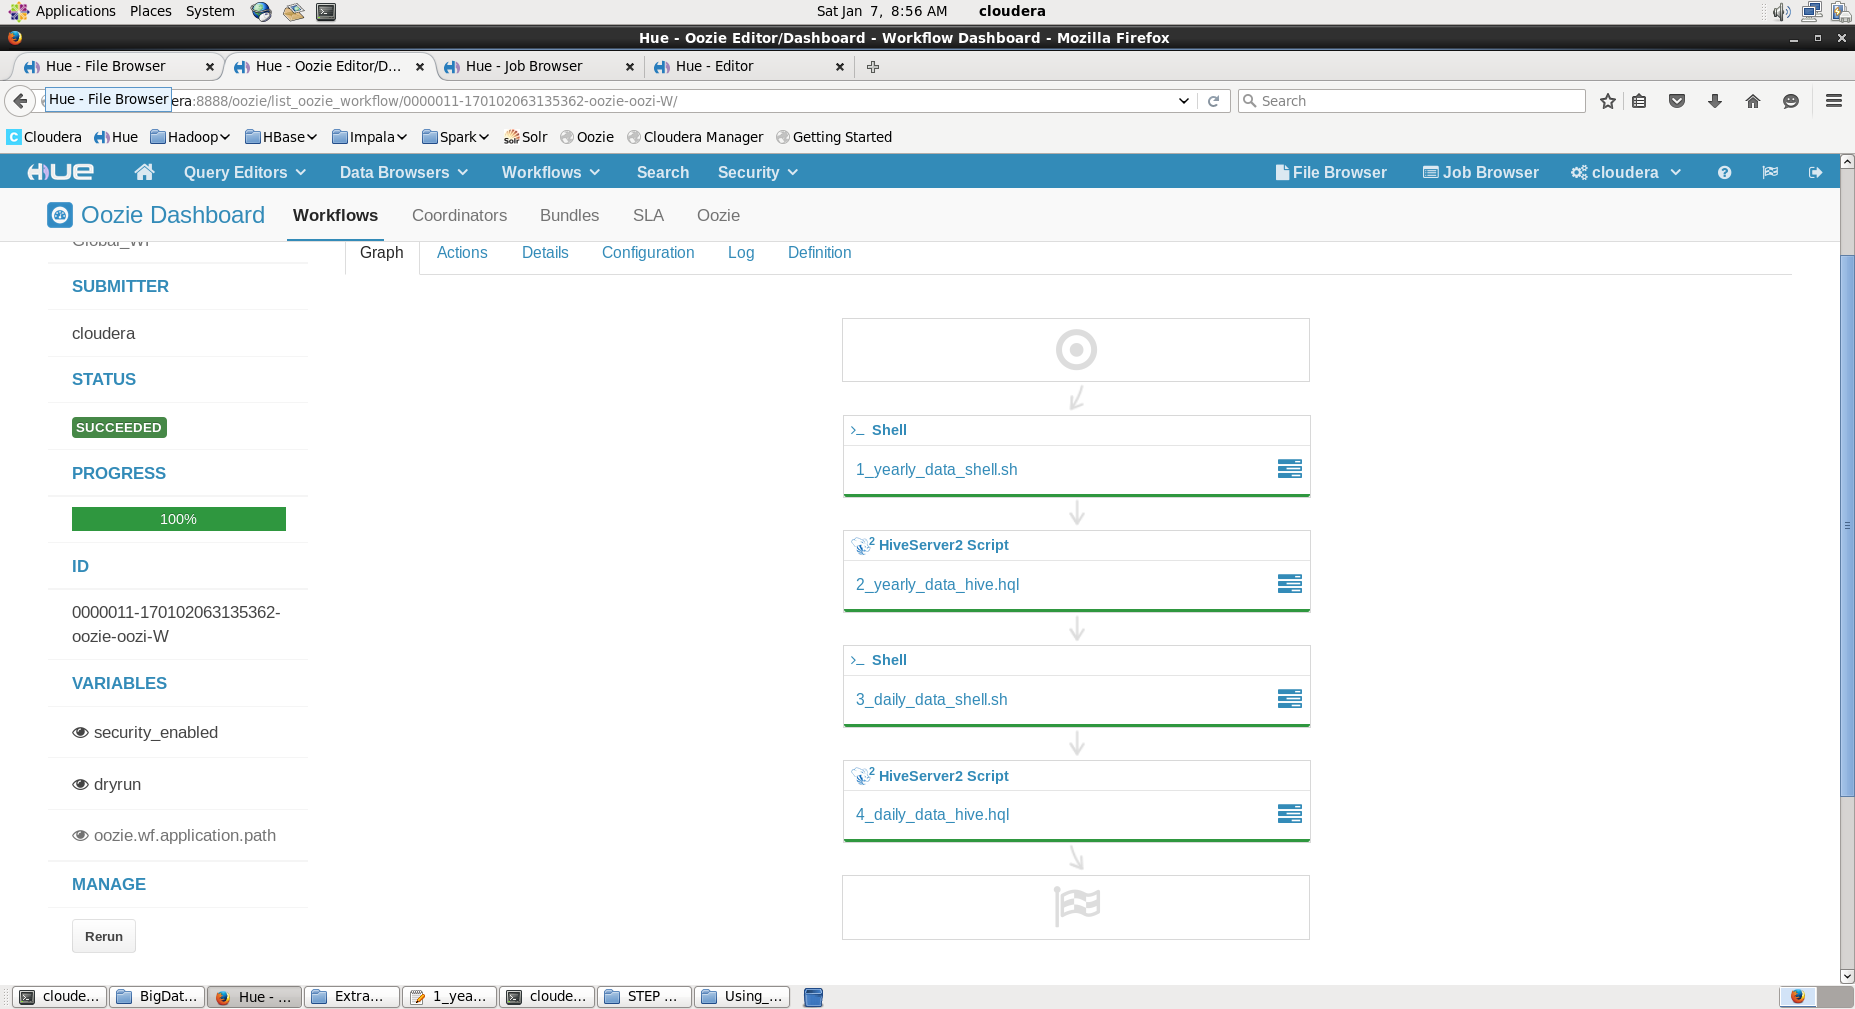 Applications Places System Sat Jan 7, 8:56 AM cloudera
Hue - Oozie Editor/Dashboard - Workflow Dashboard - Mozilla Firefox
Hue - File Browser Hue - Oozie Editor/D... Hue - Job Browser Hue - Editor
Hue - File Browser era:8888/oozie/list_oozie_workflow/0000011-170102063135362-oozie-oozi-W/ Search
Cloudera Hue Hadoop HBase Impala Spark Solr Oozie Cloudera Manager Getting Started
HUE Query Editors Data Browsers Workflows Search Security File Browser Job Browser cloudera
Oozie Dashboard Workflows Coordinators Bundles SLA Oozie
Global_WF
Graph Actions Details Configuration Log Definition
SUBMITTER
cloudera
STATUS
SUCCEEDED
PROGRESS
100%
ID
0000011-170102063135362-
oozie-oozi-W
VARIABLES
security_enabled
dryrun
oozie.wf.application.path
MANAGE
Rerun
Shell
1_yearly_data_shell.sh
2 HiveServer2 Script
2_yearly_data_hive.hql
Shell
3_daily_data_shell.sh
2 HiveServer2 Script
4_daily_data_hive.hql
cloude... BigDat... Hue - ... Extra... 1_yea... cloude... STEP ... Using_...